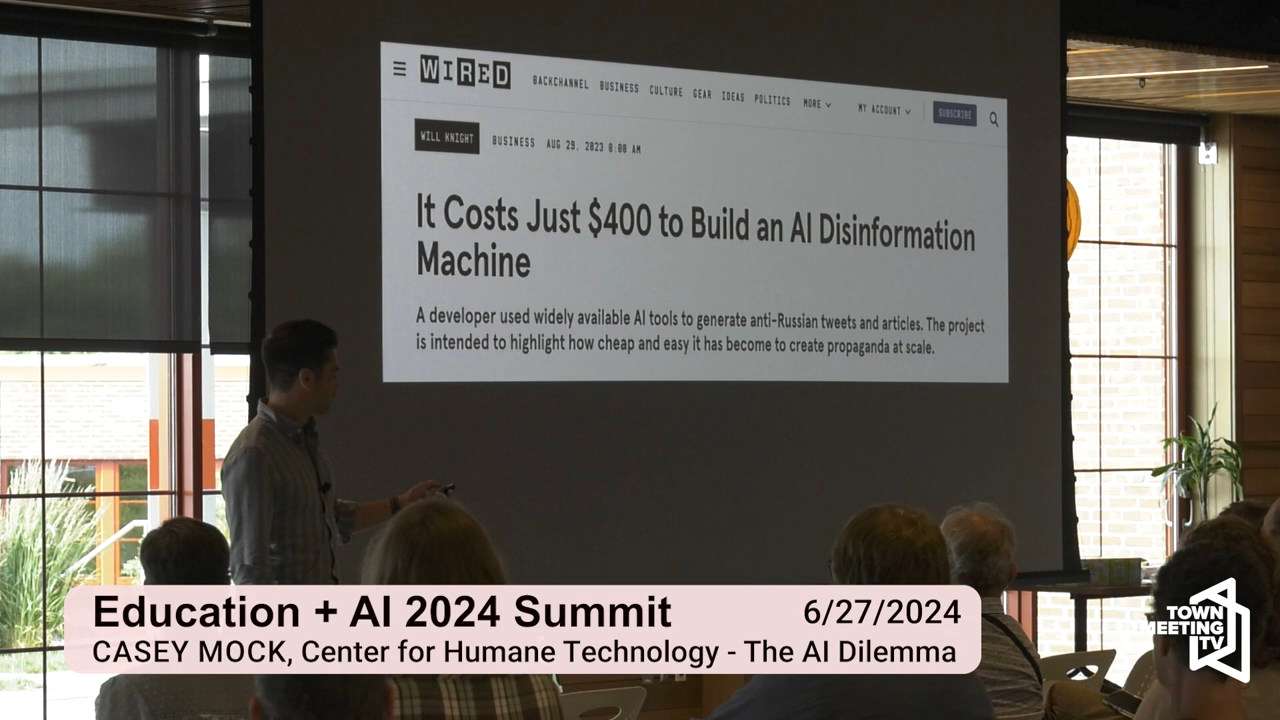 WIRED BACKCHANNEL BUSINESS CULTURE GEAR IDEAS POLITICS MORE MY ACCOUNT SUBSCRIBE
WILL KNIGHT BUSINESS AUG 29, 2023 8:00 AM
It Costs Just $400 to Build an AI Disinformation
Machine
A developer used widely available AI tools to generate anti-Russian tweets and articles. The project
is intended to highlight how cheap and easy it has become to create propaganda at scale.
Education + AI 2024 Summit 6/27/2024
CASEY MOCK, Center for Humane Technology - The AI Dilemma
TOWN
MEETING
TV